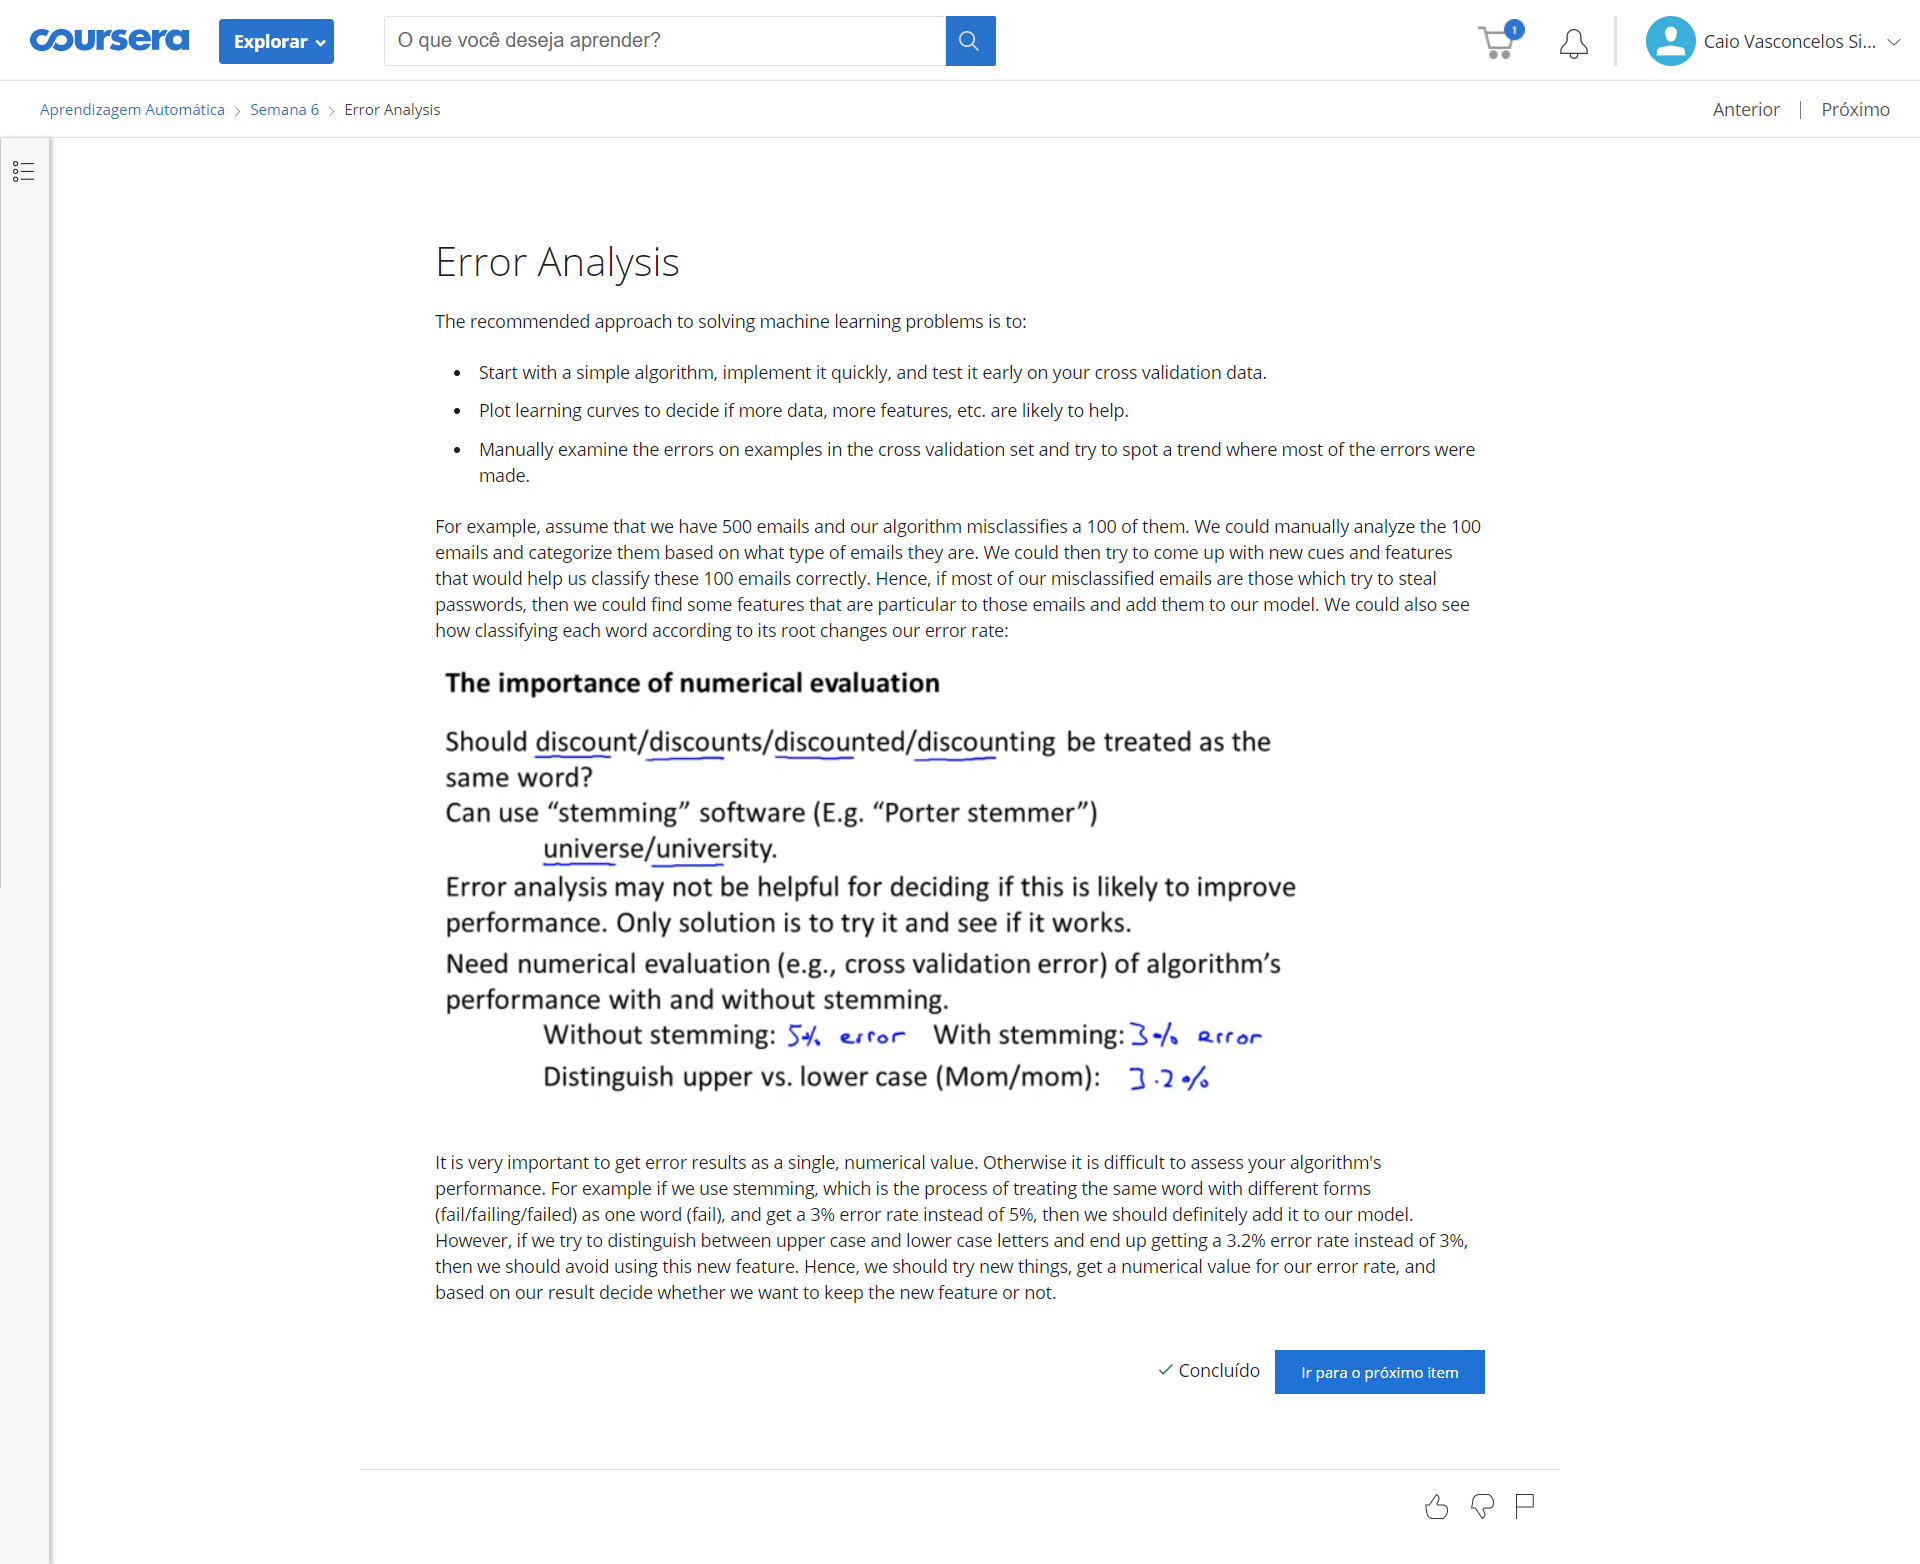 coursera
Explorar
O que você deseja aprender?
1
Caio Vasconcelos Si...
Aprendizagem Automática
Semana 6
Error Analysis
Anterior | Próximo
Error Analysis
The recommended approach to solving machine learning problems is to:
• Start with a simple algorithm, implement it quickly, and test it early on your cross validation data.
• Plot learning curves to decide if more data, more features, etc. are likely to help.
• Manually examine the errors on examples in the cross validation set and try to spot a trend where most of the errors were
made.
For example, assume that we have 500 emails and our algorithm misclassifies a 100 of them. We could manually analyze the 100
emails and categorize them based on what type of emails they are. We could then try to come up with new cues and features
that would help us classify these 100 emails correctly. Hence, if most of our misclassified emails are those which try to steal
passwords, then we could find some features that are particular to those emails and add them to our model. We could also see
how classifying each word according to its root changes our error rate:
The importance of numerical evaluation
Should discount/discounts/discounted/discounting be treated as the
same word?
Can use “stemming” software (E.g. “Porter stemmer”)
universe/university.
Error analysis may not be helpful for deciding if this is likely to improve
performance. Only solution is to try it and see if it works.
Need numerical evaluation (e.g., cross validation error) of algorithm’s
performance with and without stemming.
Without stemming: 5% error With stemming: 3% error
Distinguish upper vs. lower case (Mom/mom): 3.2%
It is very important to get error results as a single, numerical value. Otherwise it is difficult to assess your algorithm's
performance. For example if we use stemming, which is the process of treating the same word with different forms
(fail/failing/failed) as one word (fail), and get a 3% error rate instead of 5%, then we should definitely add it to our model.
However, if we try to distinguish between upper case and lower case letters and end up getting a 3.2% error rate instead of 3%,
then we should avoid using this new feature. Hence, we should try new things, get a numerical value for our error rate, and
based on our result decide whether we want to keep the new feature or not.
Concluído
Ir para o próximo item